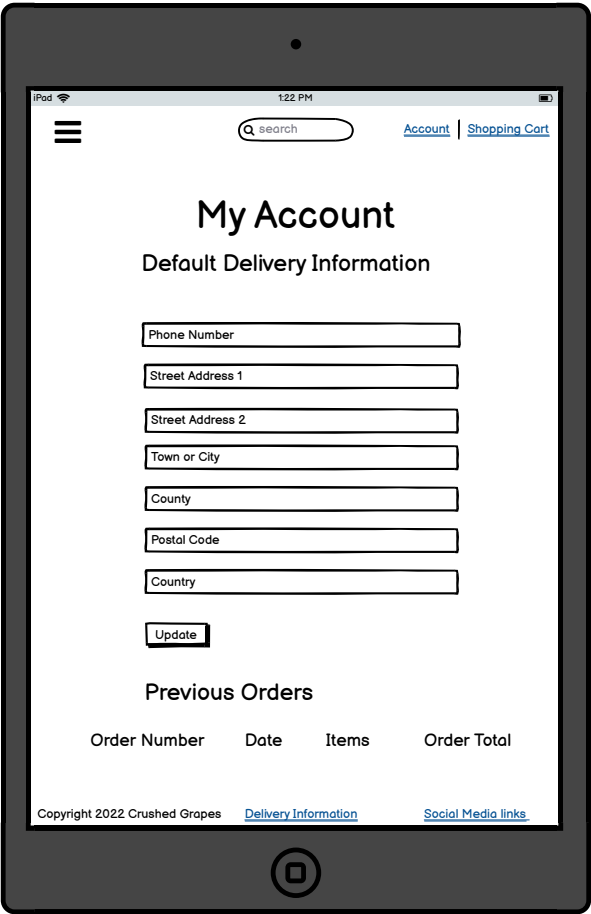 iPad 1:22 PM
search Account Shopping Cart
My Account
Default Delivery Information
Phone Number
Street Address 1
Street Address 2
Town or City
County
Postal Code
Country
Update
Previous Orders
Order Number Date Items Order Total
Copyright 2022 Crushed Grapes Delivery Information Social Media links